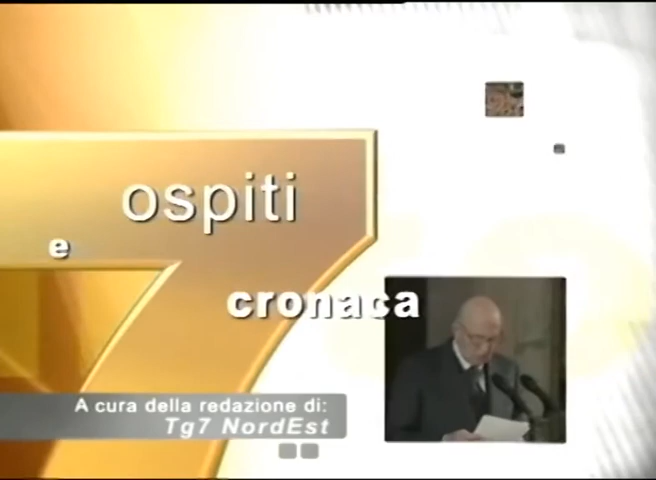 ospiti
e
cronaca
A cura della redazione di:
Tg7 NordEst